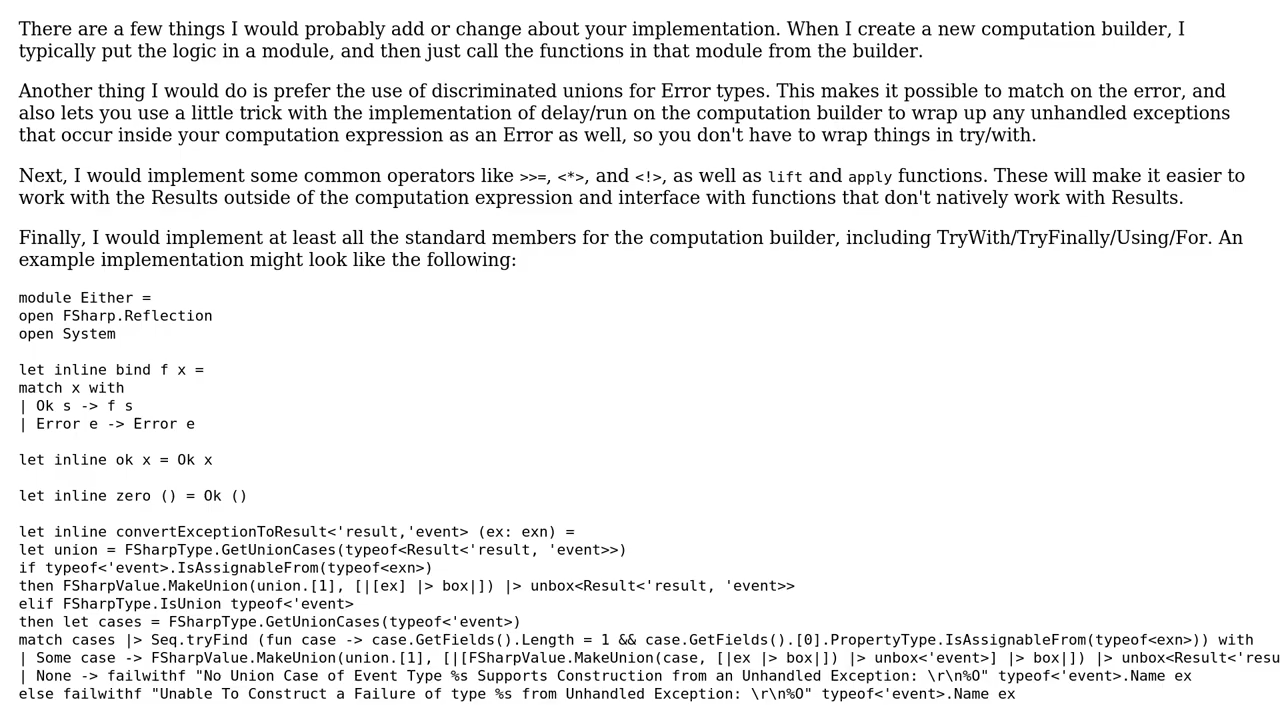 There are a few things I would probably add or change about your implementation. When I create a new computation builder, I
typically put the logic in a module, and then just call the functions in that module from the builder.
Another thing I would do is prefer the use of discriminated unions for Error types. This makes it possible to match on the error, and
also lets you use a little trick with the implementation of delay/run on the computation builder to wrap up any unhandled exceptions
that occur inside your computation expression as an Error as well, so you don't have to wrap things in try/with.
Next, I would implement some common operators like >>=, <*>, and <!>, as well as lift and apply functions. These will make it easier to
work with the Results outside of the computation expression and interface with functions that don't natively work with Results.
Finally, I would implement at least all the standard members for the computation builder, including TryWith/TryFinally/Using/For. An
example implementation might look like the following:
module Either =
open FSharp.Reflection
open System
let inline bind f x =
match x with
| Ok s -> f s
| Error e -> Error e
let inline ok x = Ok x
let inline zero () = Ok ()
let inline convertExceptionToResult<'result,'event> (ex: exn) =
let union = FSharpType.GetUnionCases(typeof<Result<'result, 'event>>)
if typeof<'event>.IsAssignableFrom(typeof<exn>)
then FSharpValue.MakeUnion(union.[1], [|[ex] |> box|]) |> unbox<Result<'result, 'event>>
elif FSharpType.IsUnion typeof<'event>
then let cases = FSharpType.GetUnionCases(typeof<'event>)
match cases |> Seq.tryFind (fun case -> case.GetFields().Length = 1 && case.GetFields().[0].PropertyType.IsAssignableFrom(typeof<exn>)) with
| Some case -> FSharpValue.MakeUnion(union.[1], [|[FSharpValue.MakeUnion(case, [|ex |> box|]) |> unbox<'event>] |> box|]) |> unbox<Result<'resu
| None -> failwithf "No Union Case of Event Type %s Supports Construction from an Unhandled Exception: \r\n%O" typeof<'event>.Name ex
else failwithf "Unable To Construct a Failure of type %s from Unhandled Exception: \r\n%O" typeof<'event>.Name ex